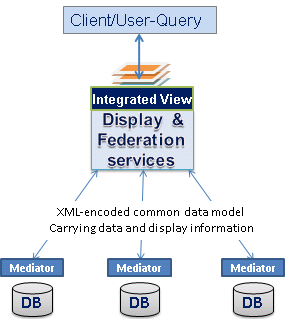 Client/User-Query
Integrated View
Display &
Federation
services
XML-encoded common data model
Carrying data and display information
Mediator
Mediator
Mediator
DB
DB
DB